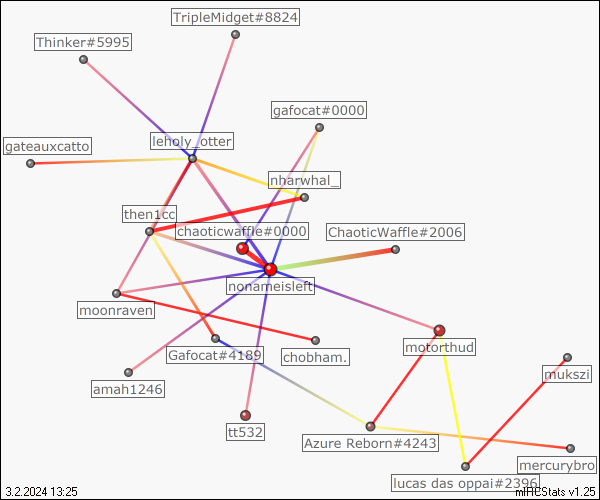 TripleMidget#8824
Thinker#5995
gafocat#0000
leholy_otter
gateauxcatto
nharwhal_
then1cc
chaoticwaffle#0000
ChaoticWaffle#2006
nonameisleft
moonraven
motorthud
Gafocat#4189
chobham.
mukszi
amah1246
tt532
Azure Reborn#4243
mercurybro
lucas das oppai#2396
3.2.2024 13:25
mIRCStats v1.25